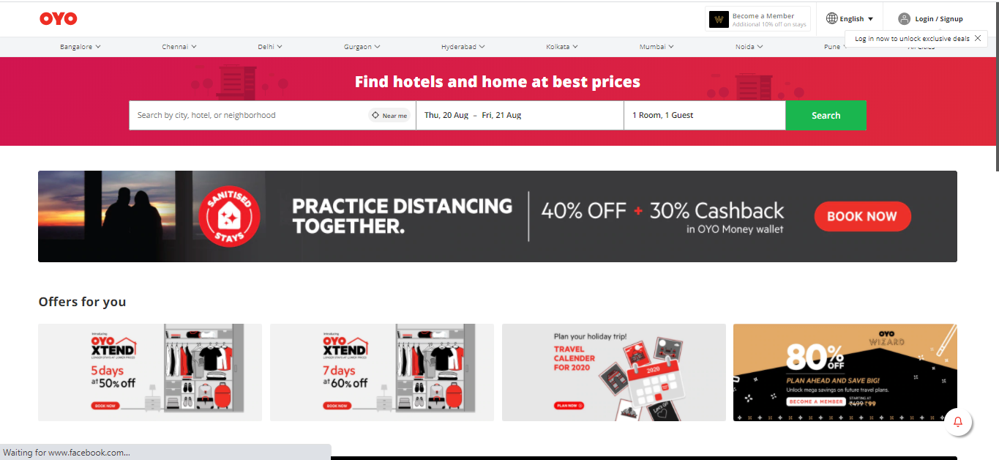 OYO
W
Become a Member
Additional 10% off on stays
English
Login / Signup
Log in now to unlock exclusive deals
Bangalore
Chennai
Delhi
Gurgaon
Hyderabad
Kolkata
Mumbai
Noida
Pune
All Cities
Find hotels and home at best prices
Search by city, hotel, or neighborhood
Near me
Thu, 20 Aug – Fri, 21 Aug
1 Room, 1 Guest
Search
SANITISED
STAYS
PRACTICE DISTANCING
TOGETHER.
40% OFF + 30% Cashback
in OYO Money wallet
BOOK NOW
Offers for you
Introducing
OYO
XTEND
LONGER STAYS AT LOWER PRICES
5 days
at 50% off
BOOK NOW
Introducing
OYO
XTEND
LONGER STAYS AT LOWER PRICES
7 days
at 60% off
BOOK NOW
Plan your holiday trip!
TRAVEL
CALENDER
FOR 2020
PLAN NOW
2020
Let's GO
OYO
WIZARD
80% OFF
PLAN AHEAD AND SAVE BIG!
Unlock mega savings on future travel plans.
BECOME A MEMBER
STARTING AT
₹499 ₹99
Waiting for www.facebook.com...